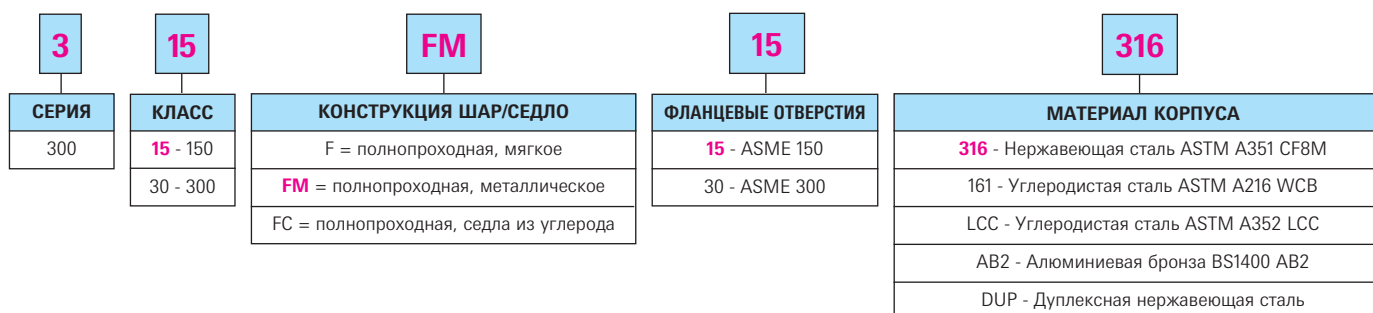 3 15 FM 15 316
СЕРИЯ КЛАСС КОНСТРУКЦИЯ ШАР/СЕДЛО ФЛАНЦЕВЫЕ ОТВЕРСТИЯ МАТЕРИАЛ КОРПУСА
300 15 - 150 F = полнопроходная, мягкое 15 - ASME 150 316 - Нержавеющая сталь ASTM A351 CF8M
30 - 300 FM = полнопроходная, металлическое 30 - ASME 300 161 - Углеродистая сталь ASTM A216 WCB
FC = полнопроходная, седла из углерода LCC - Углеродистая сталь ASTM A352 LCC
AB2 - Алюминиевая бронза BS1400 AB2
DUP - Дуплексная нержавеющая сталь